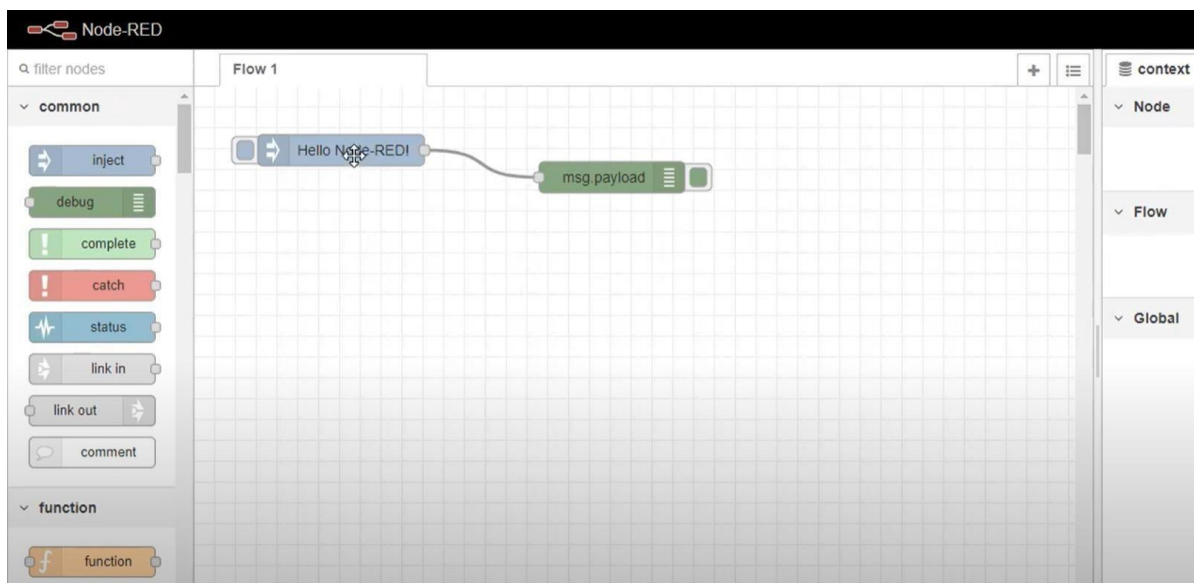 Node-RED
filter nodes
common
inject
debug
complete
catch
status
link in
link out
comment
function
function
Flow 1
Hello Node-RED!
msg.payload
context
Node
Flow
Global